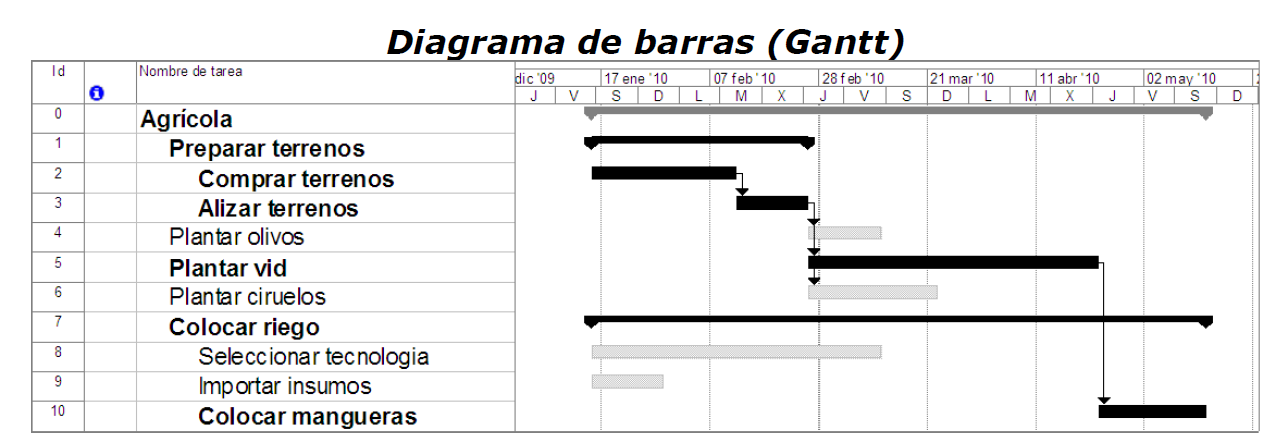 Diagrama de barras (Gantt)
Id Nombre de tarea dic '09 17 ene '10 07 feb '10 28 feb '10 21 mar '10 11 abr '10 02 may '10
J V S D L M X J V S D L M X J V S D
0 Agrícola
1 Preparar terrenos
2 Comprar terrenos
3 Alizar terrenos
4 Plantar olivos
5 Plantar vid
6 Plantar ciruelos
7 Colocar riego
8 Seleccionar tecnologia
9 Importar insumos
10 Colocar mangueras